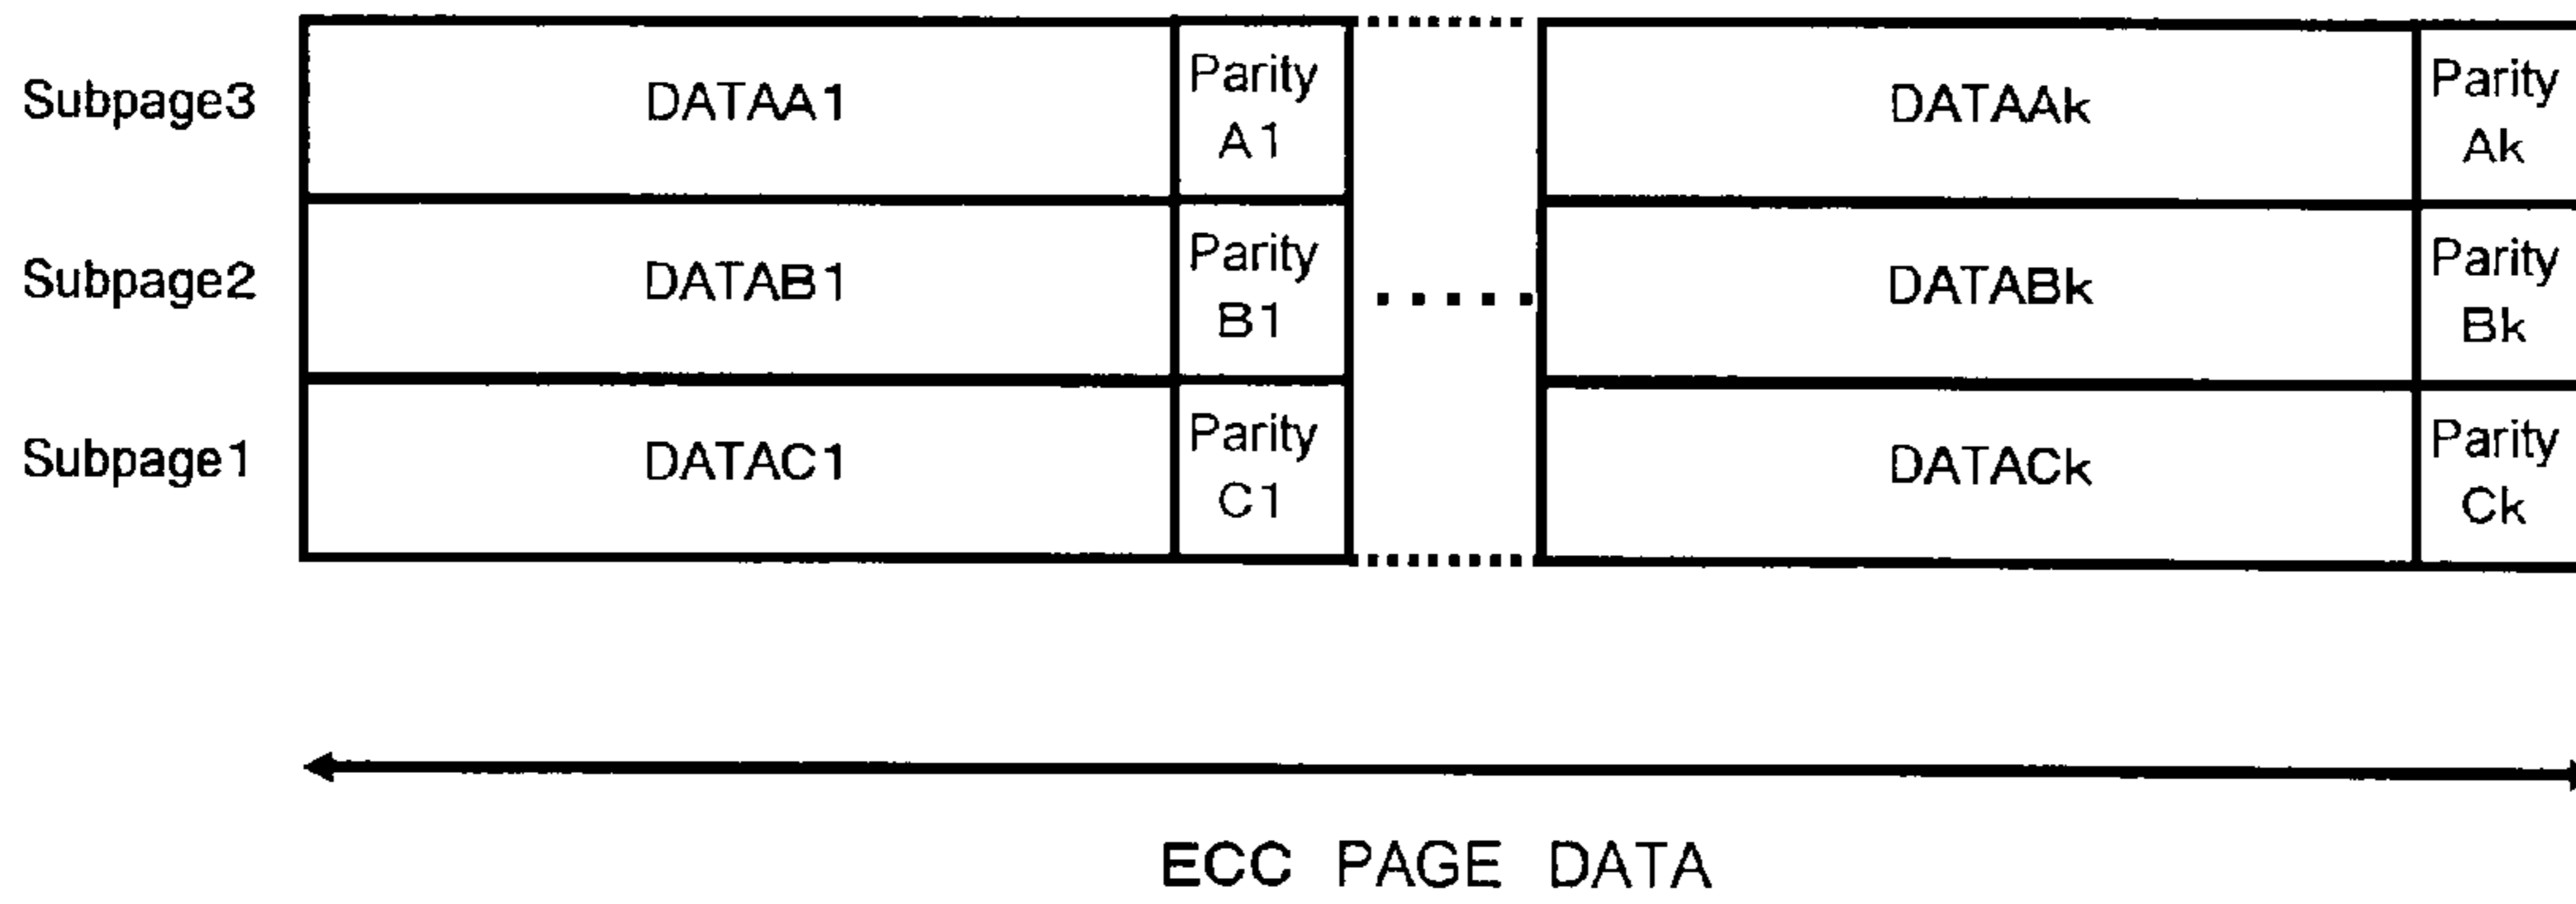 Subpage3 DATAA1 Parity A1 DATAAk Parity Ak
Subpage2 DATAB1 Parity B1 DATABk Parity Bk
Subpage1 DATAC1 Parity C1 DATACk Parity Ck
ECC PAGE DATA